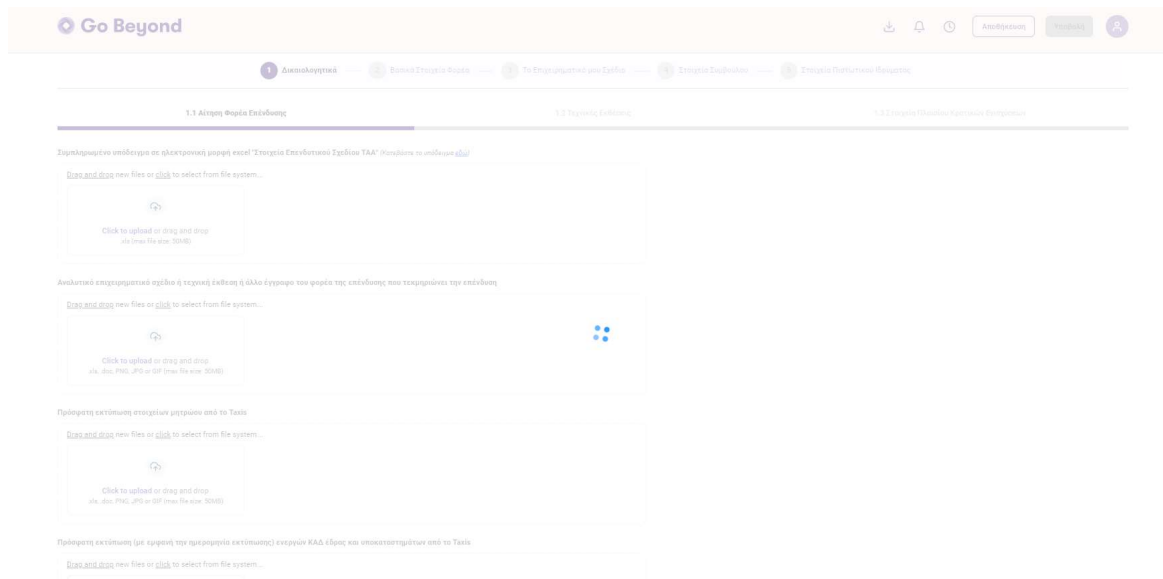 Go Beyond
Αποθήκευση
Υποβολή
1 Δικαιολογητικά
2 Βασικά Στοιχεία Φορέα
3 Το Επιχειρηματικό μου Σχέδιο
4 Στοιχεία Συμβούλου
5 Στοιχεία Πιστωτικού Ιδρύματος
1.1 Αίτηση Φορέα Επένδυσης
1.2 Τεχνικές Εκθέσεις
Συμπληρωμένο υπόδειγμα σε ηλεκτρονική μορφή excel "Στοιχεία Επενδυτικού Σχεδίου ΤΑΑ" (Κατεβάστε το υπόδειγμα εδώ)
Drag and drop new files or click to select from file system...
Click to upload or drag and drop
xls (max file size: 50MB)
Αναλυτικό επιχειρηματικό σχέδιο ή τεχνική έκθεση ή άλλο έγγραφο του φορέα της επένδυσης που τεκμηριώνει την επένδυση
Drag and drop new files or click to select from file system...
Click to upload or drag and drop
xls, doc, PNG, JPG or GIF (max file size: 50MB)
Πρόσφατη εκτύπωση στοιχείων μητρώου από το Taxis
Drag and drop new files or click to select from file system...
Click to upload or drag and drop
xls, doc, PNG, JPG or GIF (max file size: 50MB)
Πρόσφατη εκτύπωση (με εμφανή την ημερομηνία εκτύπωσης) ενεργών ΚΑΔ έδρας και υποκαταστημάτων από το Taxis
Drag and drop new files or click to select from file system...